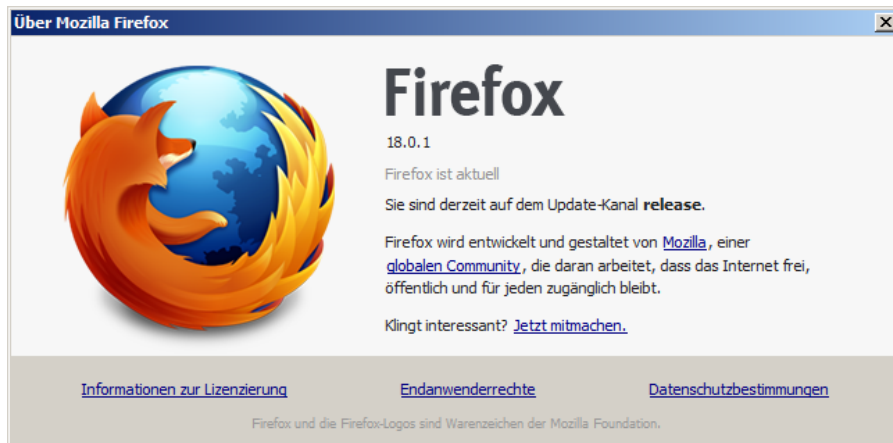 Über Mozilla Firefox
Firefox
18.0.1
Firefox ist aktuell
Sie sind derzeit auf dem Update-Kanal release.
Firefox wird entwickelt und gestaltet von Mozilla, einer
globalen Community, die daran arbeitet, dass das Internet frei,
öffentlich und für jeden zugänglich bleibt.
Klingt interessant? Jetzt mitmachen.
Informationen zur Lizenzierung Endanwenderrechte Datenschutzbestimmungen
Firefox und die Firefox-Logos sind Warenzeichen der Mozilla Foundation.